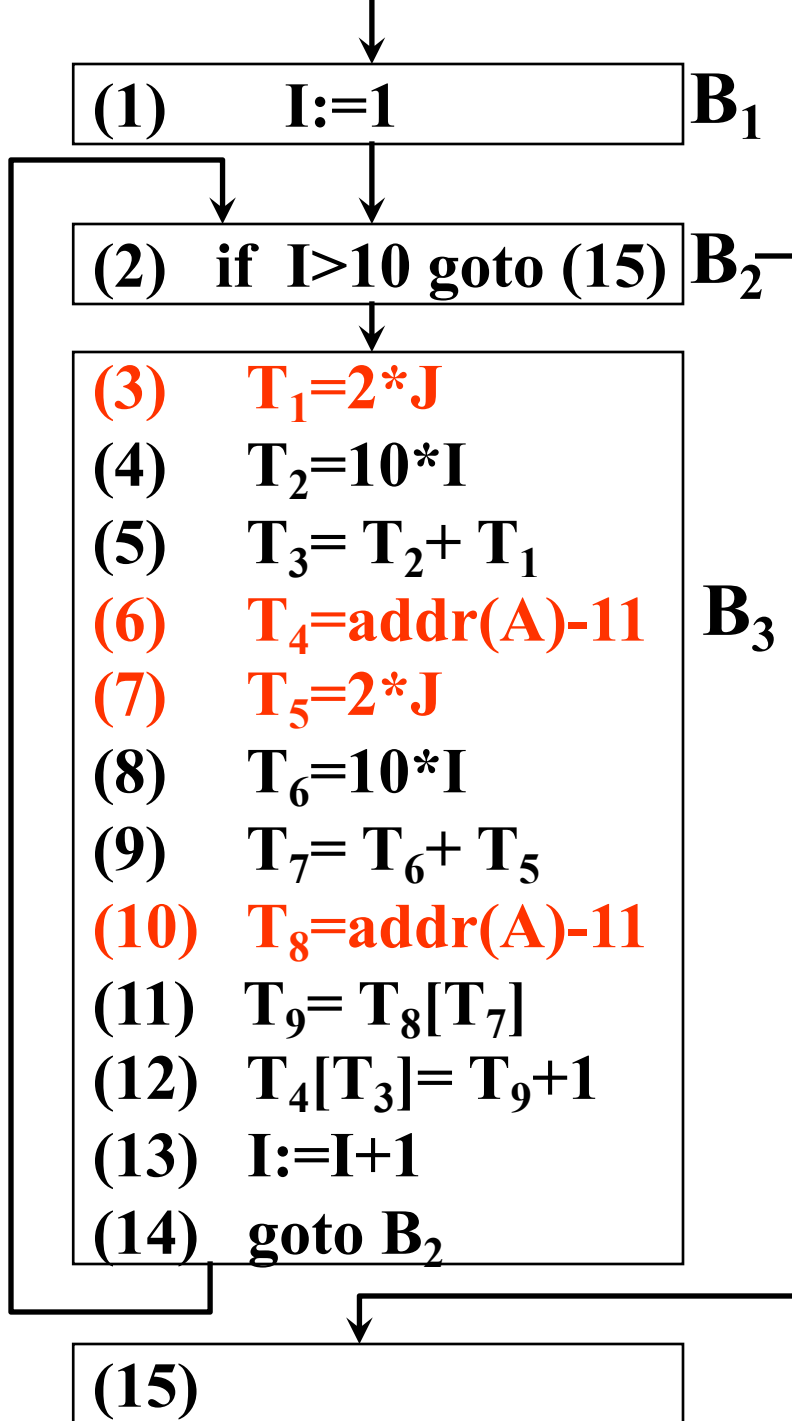 (1) I:=1 B₁
(2) if I>10 goto (15) B₂
(3) T₁=2*J
(4) T₂=10*I
(5) T₃= T₂+ T₁
(6) T₄=addr(A)-11 B₃
(7) T₅=2*J
(8) T₆=10*I
(9) T₇= T₆+ T₅
(10) T₈=addr(A)-11
(11) T₉= T₈[T₇]
(12) T₄[T₃]= T₉+1
(13) I:=I+1
(14) goto B₂
(15)